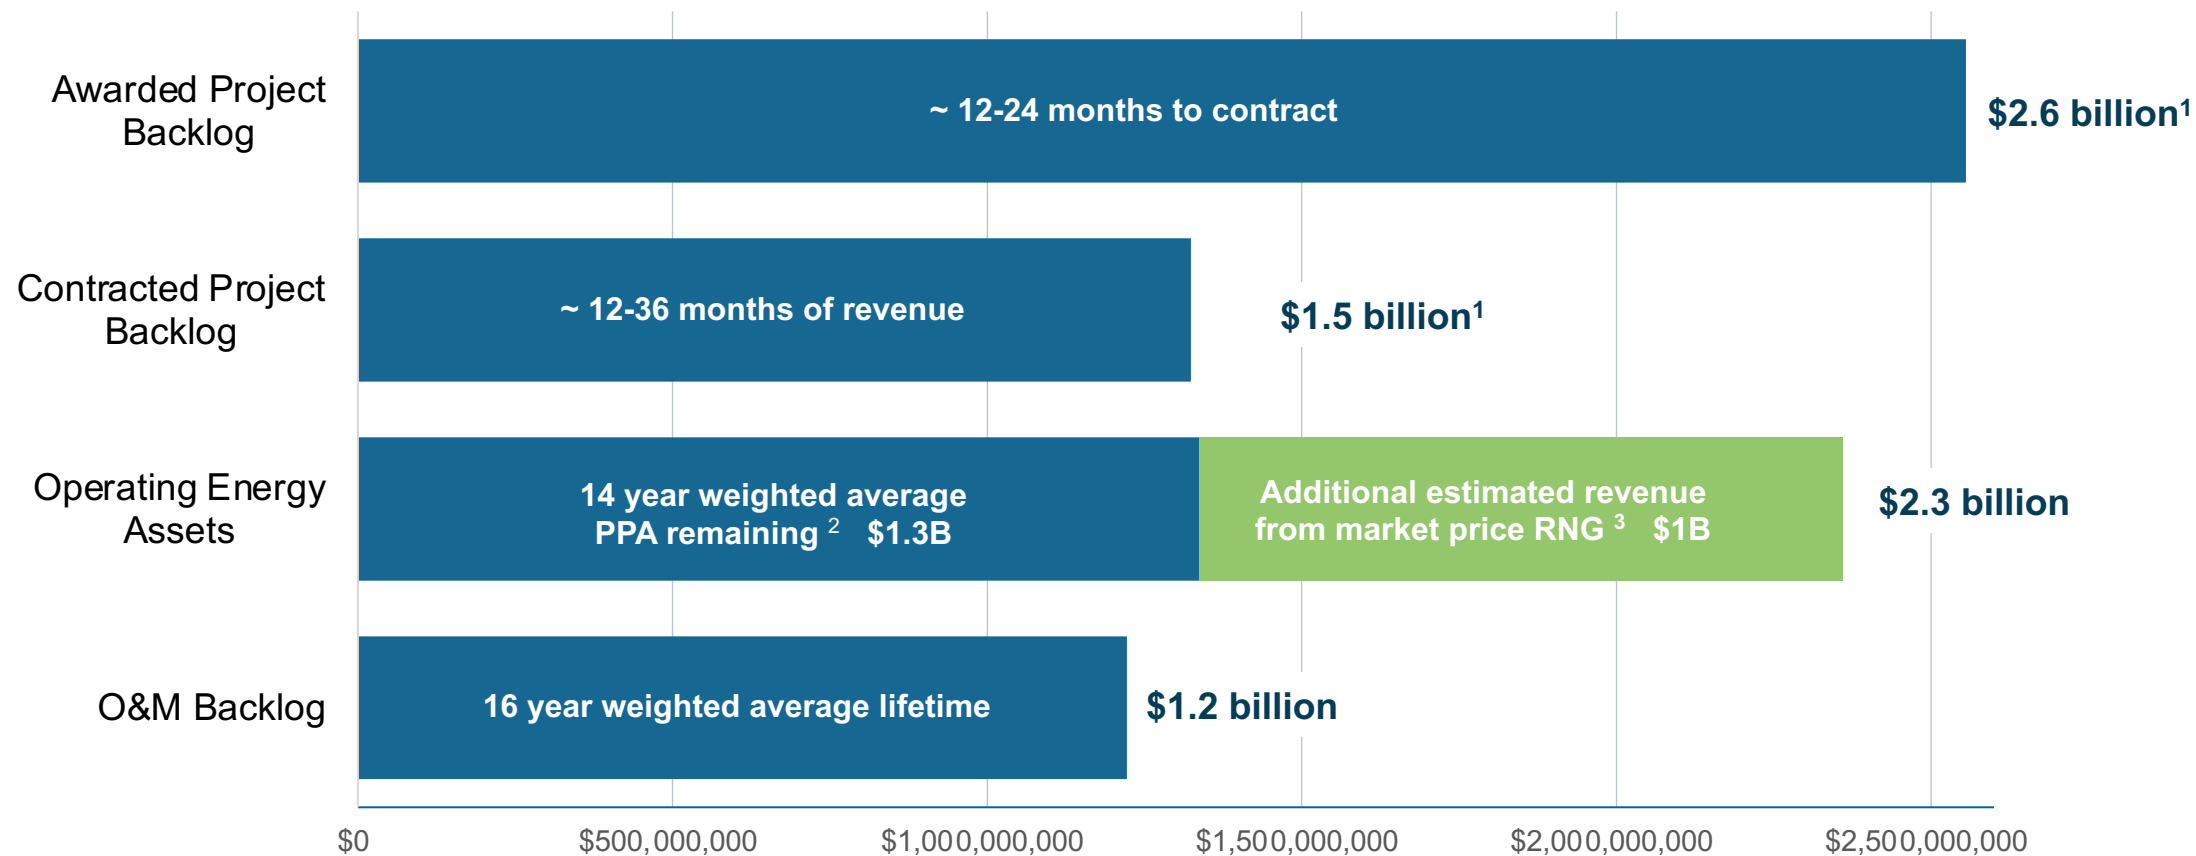 Awarded Project
Backlog
~ 12-24 months to contract
$2.6 billion¹
Contracted Project
Backlog
~ 12-36 months of revenue
$1.5 billion¹
Operating Energy
Assets
14 year weighted average
PPA remaining ² $1.3B
Additional estimated revenue
from market price RNG ³ $1B
$2.3 billion
O&M Backlog
16 year weighted average lifetime
$1.2 billion
$0 $500,000,000 $1,000,000,000 $1,500,000,000 $2,000,000,000 $2,500,000,000